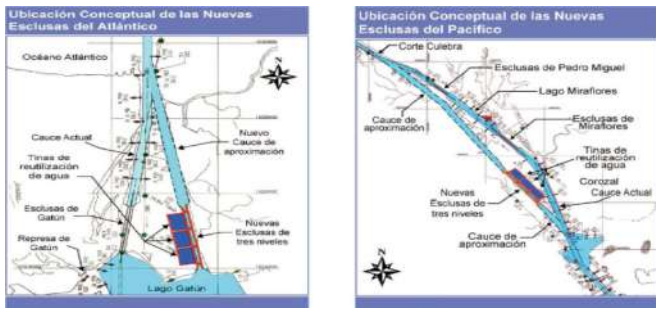 Ubicación Conceptual de las Nuevas
Esclusas del Atlántico
Océano Atlántico
Cauce Actual
Nuevo
Cauce de
aproximación
Tinas de
reutilización
de agua
Esclusas de
Gatún
Nuevas
Esclusas de
tres niveles
Represa de
Gatún
Lago Gatún
Ubicación Conceptual de las Nuevas
Esclusas del Pacífico
Corte Culebra
Esclusas de Pedro Miguel
Lago Miraflores
Cauce de
aproximación
Esclusas de
Miraflores
Tinas de
reutilización
de agua
Corozal
Cauce Actual
Nuevas
Esclusas de
tres niveles
Cauce de
aproximación